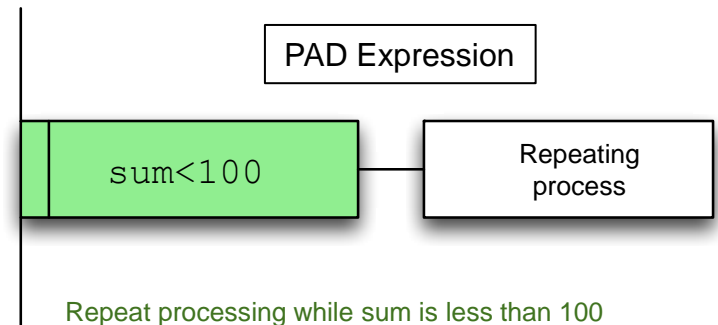 PAD Expression
sum<100
Repeating
process
Repeat processing while sum is less than 100